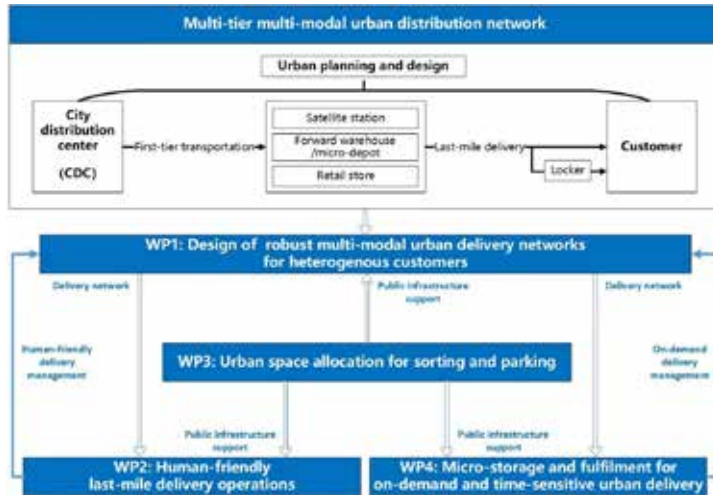 Multi-tier multi-modal urban distribution network
Urban planning and design
City
distribution
center
(CDC)
First-tier transportation
Satellite station
Forward warehouse
/micro-depot
Retail store
Last-mile delivery
Locker
Customer
WP1: Design of robust multi-modal urban delivery networks
for heterogenous customers
Delivery network
Public infrastructure
support
Delivery network
Human-friendly
delivery
management
On-demand
delivery
management
WP3: Urban space allocation for sorting and parking
Public infrastructure
support
Public infrastructure
support
WP2: Human-friendly
last-mile delivery operations
WP4: Micro-storage and fulfilment for
on-demand and time-sensitive urban delivery